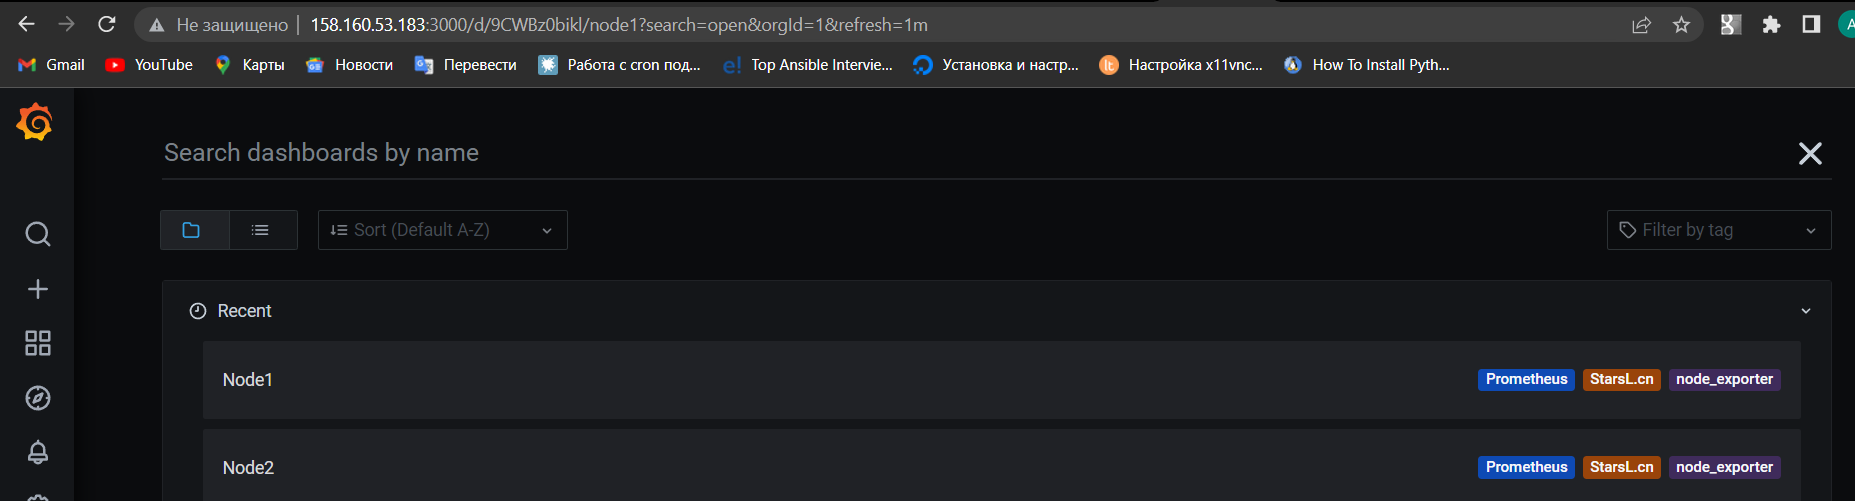 Не защищено | 158.160.53.183:3000/d/9CWBz0bikl/node1?search=open&orgId=1&refresh=1m
A
Gmail YouTube Карты Новости Перевести Работа с cron под... e! Top Ansible Intervie... Установка и настр... lt Настройка x11vnc... How To Install Pyth...
Search dashboards by name
Sort (Default A-Z) Filter by tag
Recent
Node1 Prometheus StarsL.cn node_exporter
Node2 Prometheus StarsL.cn node_exporter